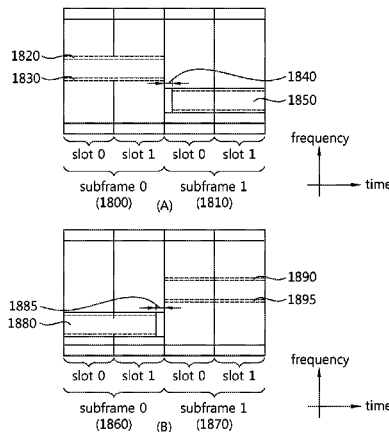 1820
1830
1840
1850
slot 0 slot 1 slot 0 slot 1
frequency
time
subframe 0 subframe 1
(1800) (A) (1810)
1885
1880
1890
1895
slot 0 slot 1 slot 0 slot 1
frequency
time
subframe 0 subframe 1
(1860) (B) (1870)